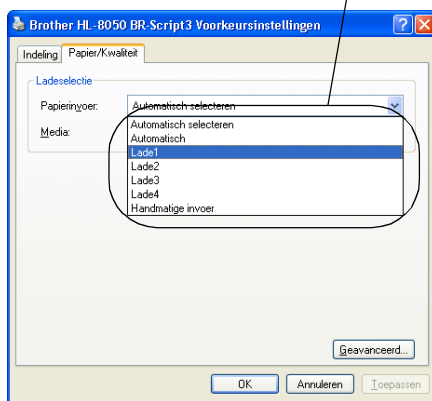 Brother HL-8050 BR-Script3 Voorkeursinstellingen
Indeling Papier/Kwaliteit
Ladeselectie
Papierinvoer: Automatisch selecteren
Media:
Automatisch selecteren
Automatisch
Lade1
Lade2
Lade3
Lade4
Handmatige invoer
Geavanceerd...
OK Annuleren Toepassen